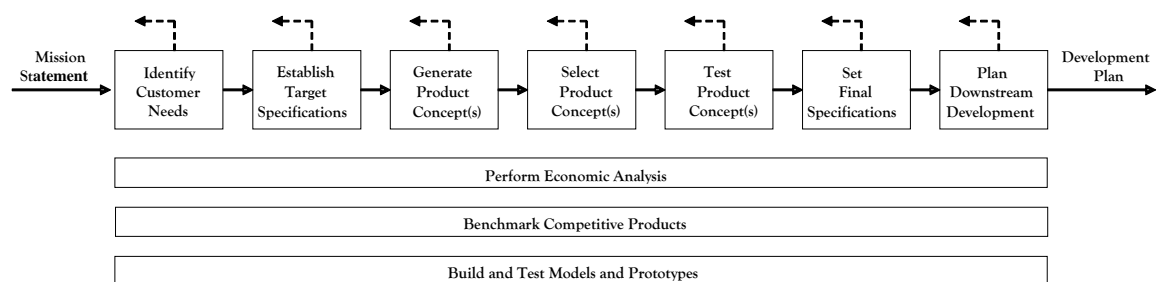 Mission
Statement
Identify
Customer
Needs
Establish
Target
Specifications
Generate
Product
Concept(s)
Select
Product
Concept(s)
Test
Product
Concept(s)
Set
Final
Specifications
Plan
Downstream
Development
Development
Plan
Perform Economic Analysis
Benchmark Competitive Products
Build and Test Models and Prototypes